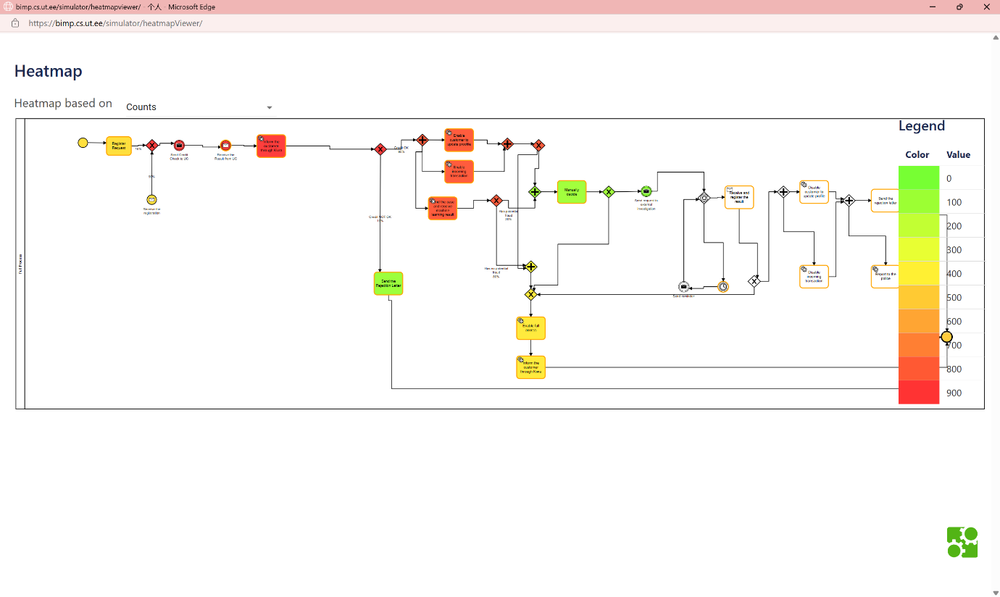 bimp.cs.ut.ee/simulator/heatmapviewer/ - 个人 - Microsoft Edge
https://bimp.cs.ut.ee/simulator/heatmapViewer/
Heatmap
Heatmap based on
Counts
Legend
Color Value
0
100
200
300
400
500
600
700
800
900
Full Process
Register
Request
10%
90%
Receive the
registration
Send Credit
Check to UC
Receive the
Result from UC
Inform the
customer
through Kiwa
Credit OK
90%
Credit NOT OK
10%
Enable
customer to
update profile
Enable
incoming
transaction
Send the case
and receive
machine
learning result
Has potential
fraud
20%
Has no potential
fraud
80%
Send the
Rejection Letter
Manually
decide
Send request to
external
investigation
Receive and
register the
result
Send reminder
Disable
customer to
update profile
Disable
incoming
transaction
Send the
rejection letter
Report to the
police
Enable full
access
Inform the
customer
through Kiwa